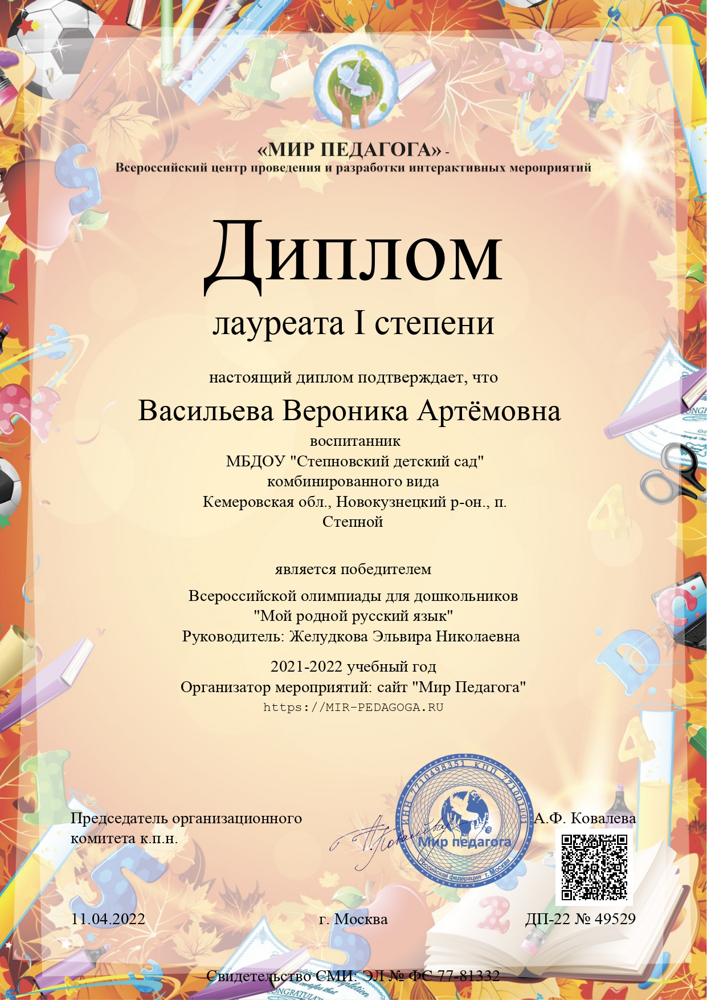 «МИР ПЕДАГОГА» -
Всероссийский центр проведения и разработки интерактивных мероприятий
Диплом
лауреата I степени
настоящий диплом подтверждает, что
Васильева Вероника Артёмовна
воспитанник
МБДОУ "Степновский детский сад"
комбинированного вида
Кемеровская обл., Новокузнецкий р-он., п.
Степной
является победителем
Всероссийской олимпиады для дошкольников
"Мой родной русский язык"
Руководитель: Желудкова Эльвира Николаевна
2021-2022 учебный год
Организатор мероприятий: сайт "Мир Педагога"
https://MIR-PEDAGOGA.RU
Председатель организационного
комитета к.п.н.
ИНН 7710498351 КПП 771001001
Мир педагога
Российская федерация г. Москва
А.Ф. Ковалева
11.04.2022
г. Москва
ДП-22 № 49529
Свидетельство СМИ: ЭЛ № ФС 77-81332